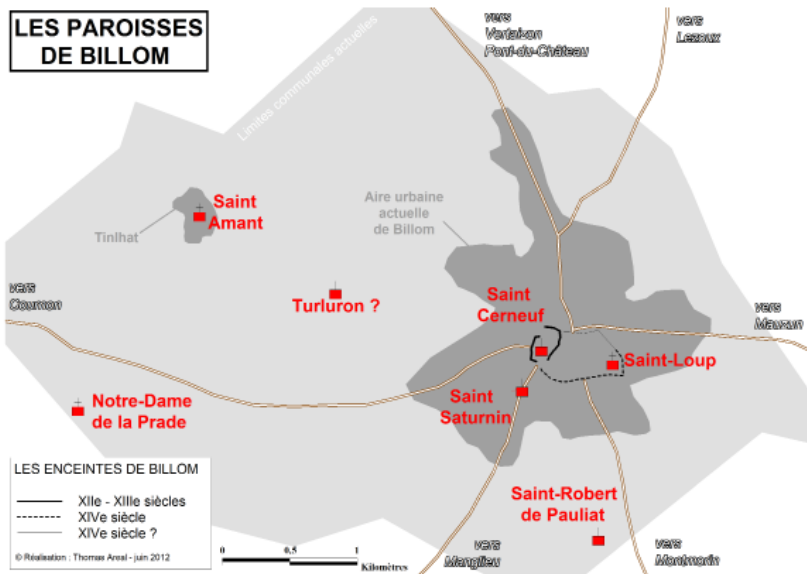 LES PAROISSES
DE BILLOM
vers
Vertaizon
Pont-du-Château
vers
Lezoux
Limites communales actuelles
Saint
Amant
Tinlhat
Aire urbaine
actuelle
de Billom
vers
Cournon
Turluron ?
Saint
Cerneuf
vers
Mauzun
Saint-Loup
Notre-Dame
de la Prade
Saint
Saturnin
LES ENCEINTES DE BILLOM
XIIe - XIIIe siècles
XIVe siècle
XIVe siècle ?
© Réalisation : Thomas Areal - juin 2012
0 0,5 1
Kilomètres
Saint-Robert
de Pauliat
vers
Manglieu
vers
Montmorin